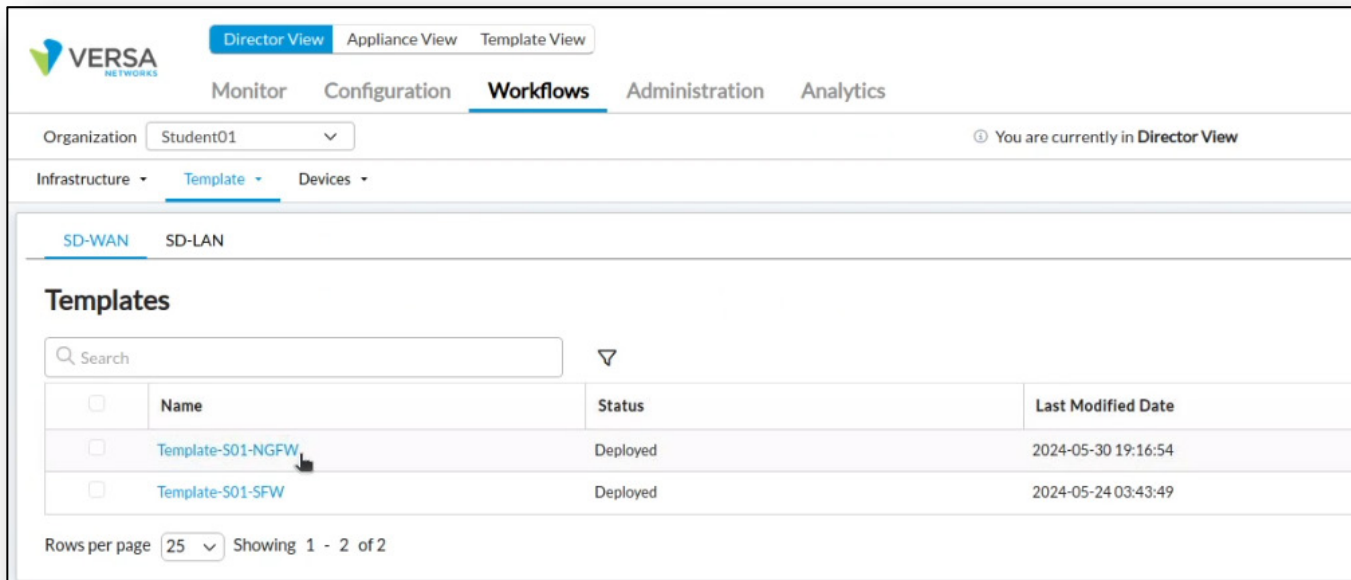 Director View Appliance View Template View
VERSA
NETWORKS
Monitor Configuration Workflows Administration Analytics
Organization Student01 You are currently in Director View
Infrastructure Template Devices
SD-WAN SD-LAN
Templates
Search
Name Status Last Modified Date
Template-S01-NGFW Deployed 2024-05-30 19:16:54
Template-S01-SFW Deployed 2024-05-24 03:43:49
Rows per page 25 Showing 1 - 2 of 2